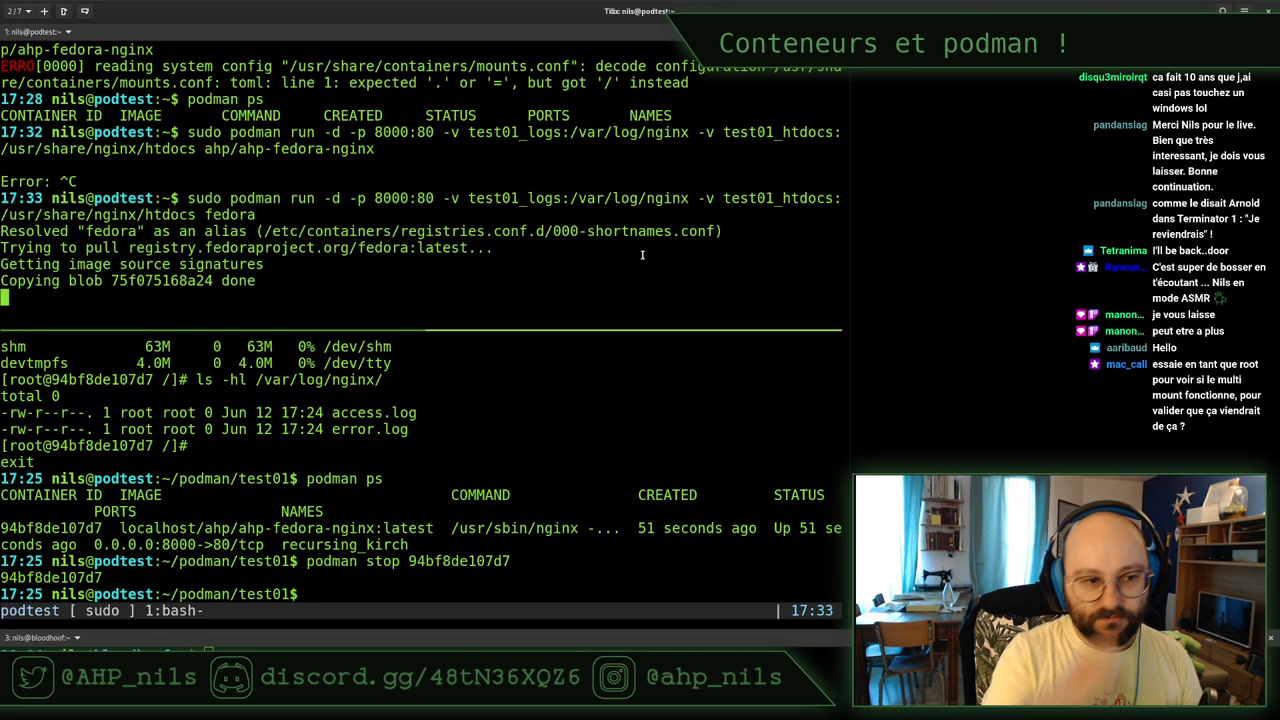 2/7
Tilix: nils@podtest:~
1: nils@podtest:~
Conteneurs et podman !
p/ahp-fedora-nginx
ERRO[0000] reading system config "/usr/share/containers/mounts.conf": decode
re/containers/mounts.conf: toml: line 1: expected '.' or '=', but got '/' instead
17:28 nils@podtest:~$ podman ps
CONTAINER ID  IMAGE       COMMAND     CREATED     STATUS      PORTS       NAMES
17:32 nils@podtest:~$ sudo podman run -d -p 8000:80 -v test01_logs:/var/log/nginx -v test01_htdocs:
/usr/share/nginx/htdocs ahp/ahp-fedora-nginx
Error: ^C
17:33 nils@podtest:~$ sudo podman run -d -p 8000:80 -v test01_logs:/var/log/nginx -v test01_htdocs:
/usr/share/nginx/htdocs fedora
Resolved "fedora" as an alias (/etc/containers/registries.conf.d/000-shortnames.conf)
Trying to pull registry.fedoraproject.org/fedora:latest...
Getting image source signatures
Copying blob 75f075168a24 done
shm             63M     0   63M   0% /dev/shm
devtmpfs       4.0M     0  4.0M   0% /dev/tty
[root@94bf8de107d7 /]# ls -hl /var/log/nginx/
total 0
-rw-r--r--. 1 root root 0 Jun 12 17:24 access.log
-rw-r--r--. 1 root root 0 Jun 12 17:24 error.log
[root@94bf8de107d7 /]#
exit
17:25 nils@podtest:~/podman/test01$ podman ps
CONTAINER ID  IMAGE                              COMMAND               CREATED         STATUS
PORTS                 NAMES
94bf8de107d7  localhost/ahp/ahp-fedora-nginx:latest  /usr/sbin/nginx -...  51 seconds ago  Up 51 se
conds ago  0.0.0.0:8000->80/tcp  recursing_kirch
17:25 nils@podtest:~/podman/test01$ podman stop 94bf8de107d7
94bf8de107d7
17:25 nils@podtest:~/podman/test01$
podtest [ sudo ] 1:bash-
| 17:33
3: nils@bloodhoof:~
disqu3miroirqt ca fait 10 ans que j,ai
casi pas touchez un
windows lol
pandanslag Merci Nils pour le live.
Bien que très
interessant, je dois vous
laisser. Bonne
continuation.
pandanslag comme le disait Arnold
dans Terminator 1 : "Je
reviendrais" !
Tetranima I'll be back..door
C'est super de bosser en
t'écoutant ... Nils en
mode ASMR
manon... je vous laisse
manon... peut etre a plus
aaribaud Hello
mac_call essaie en tant que root
pour voir si le multi
mount fonctionne, pour
valider que ça viendrait
de ça ?
@AHP_nils
discord.gg/48tN36XQZ6
@ahp_nils